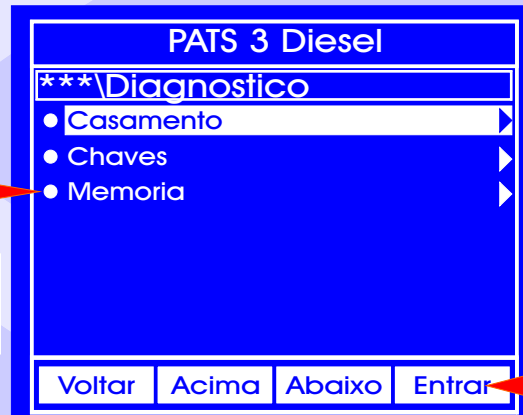 PATS 3 Diesel
***\Diagnostico
Casamento
Chaves
Memoria
Voltar Acima Abaixo Entrar